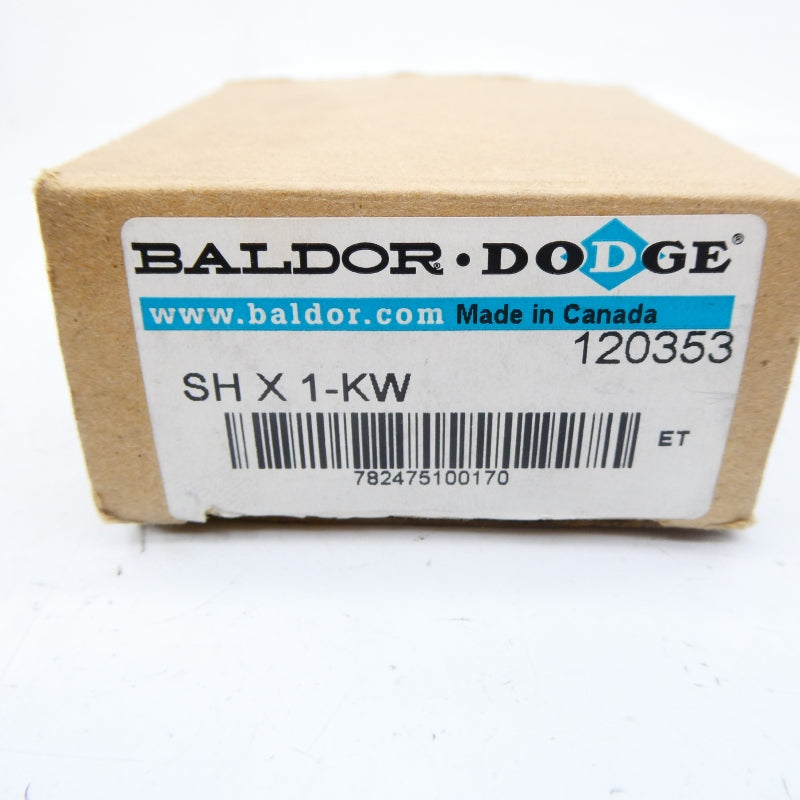 BALDOR® • DODGE®
www.baldor.com Made in Canada
120353
SH X 1-KW
ET
782475100170